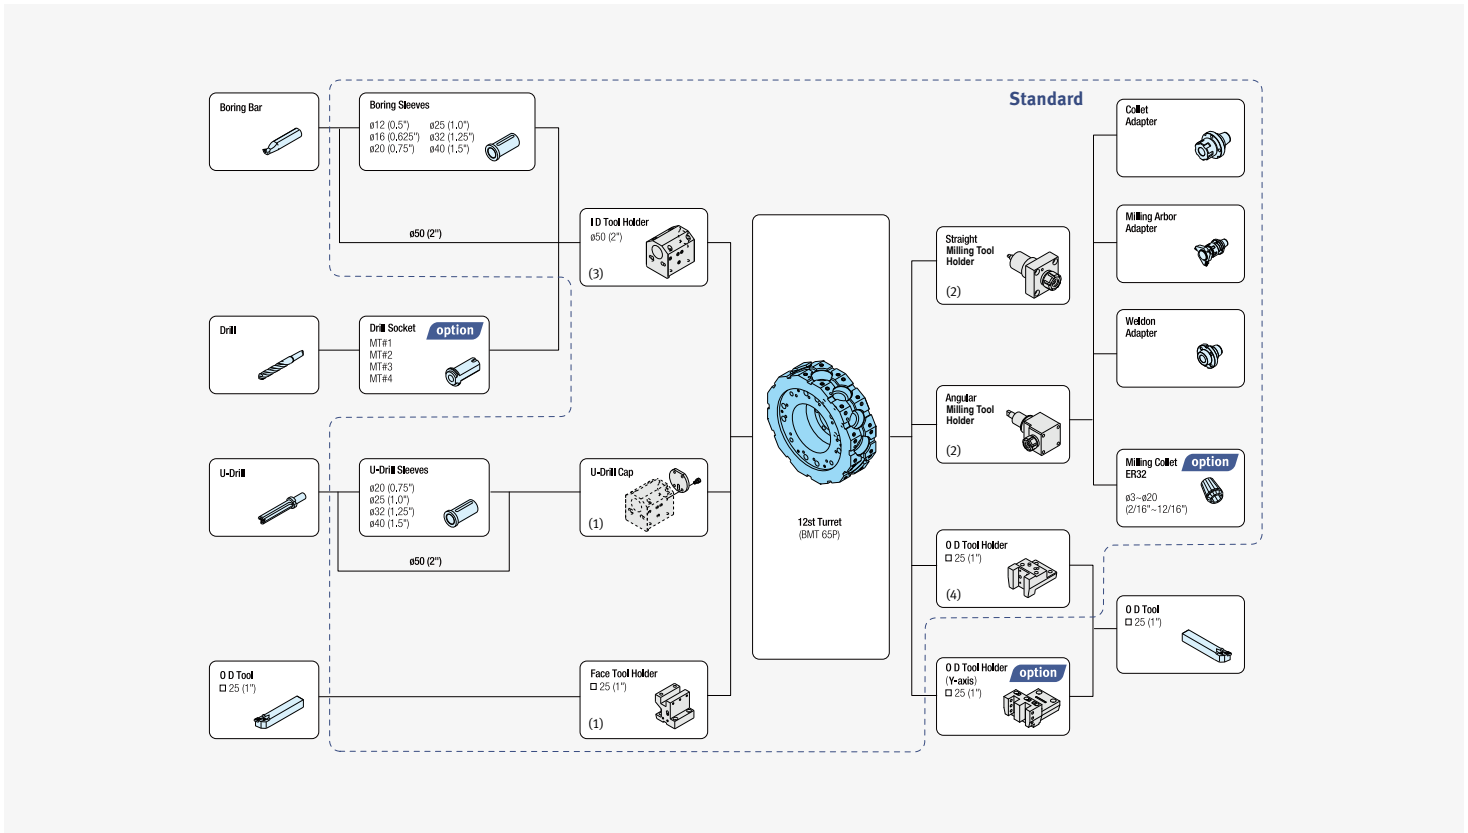 Standard
Boring Bar
Boring Sleeves
ø12 (0.5") ø25 (1.0")
ø16 (0.625") ø32 (1.25")
ø20 (0.75") ø40 (1.5")
ø50 (2")
I D Tool Holder
ø50 (2")
(3)
Drill
Drill Socket
option
MT#1
MT#2
MT#3
MT#4
U-Drill
U-Drill Sleeves
ø20 (0.75")
ø25 (1.0")
ø32 (1.25")
ø40 (1.5")
ø50 (2")
U-Drill Cap
(1)
O D Tool
□ 25 (1")
Face Tool Holder
□ 25 (1")
(1)
12st Turret
(BMT 65P)
Straight
Milling Tool
Holder
(2)
Angular
Milling Tool
Holder
(2)
O D Tool Holder
□ 25 (1")
(4)
O D Tool Holder
(Y-axis)
□ 25 (1")
option
Collet
Adapter
Milling Arbor
Adapter
Weldon
Adapter
Milling Collet
ER32
option
ø3~ø20
(2/16"~12/16")
O D Tool
□ 25 (1")